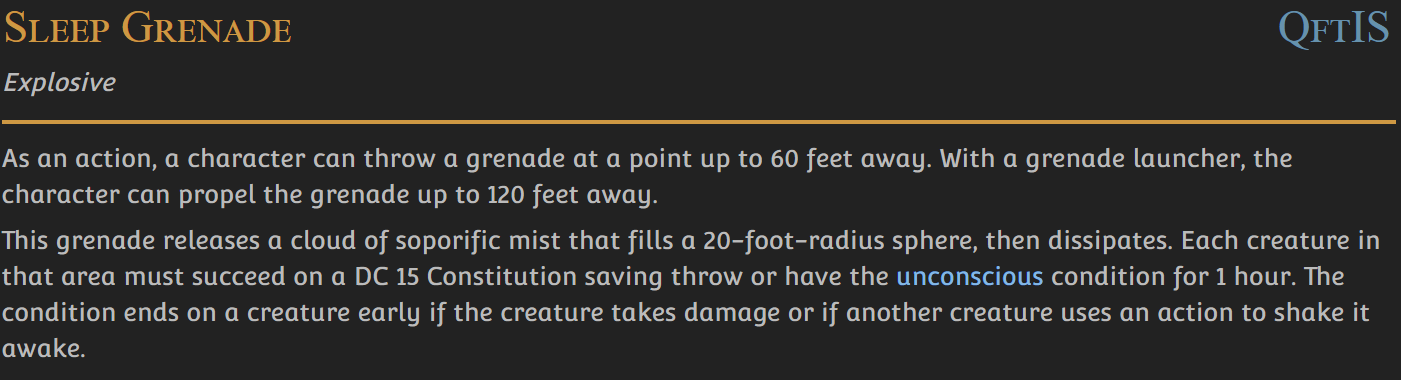 Sleep Grenade QftIS
Explosive
As an action, a character can throw a grenade at a point up to 60 feet away. With a grenade launcher, the
character can propel the grenade up to 120 feet away.
This grenade releases a cloud of soporific mist that fills a 20-foot-radius sphere, then dissipates. Each creature in
that area must succeed on a DC 15 Constitution saving throw or have the unconscious condition for 1 hour. The
condition ends on a creature early if the creature takes damage or if another creature uses an action to shake it
awake.